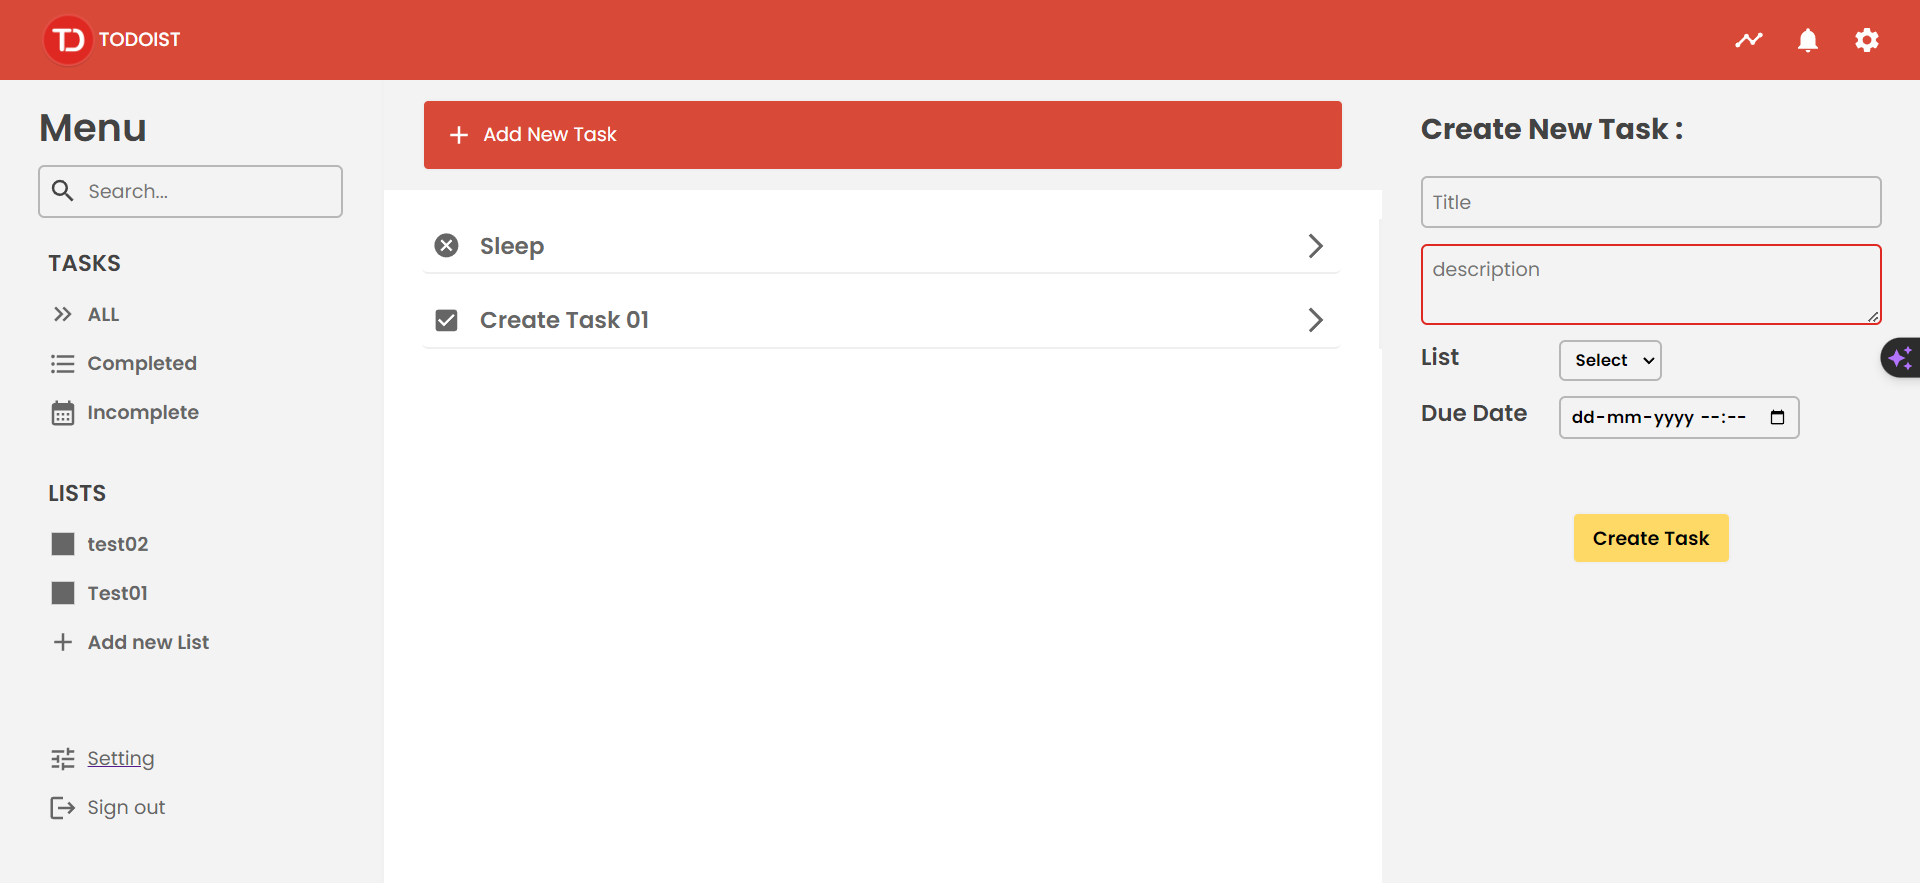 TD TODOIST
Menu
Search...
TASKS
ALL
Completed
Incomplete
LISTS
test02
Test01
Add new List
Setting
Sign out
Add New Task
Sleep
Create Task 01
Create New Task :
Title
description
List
Select
Due Date
dd-mm-yyyy --:--
Create Task